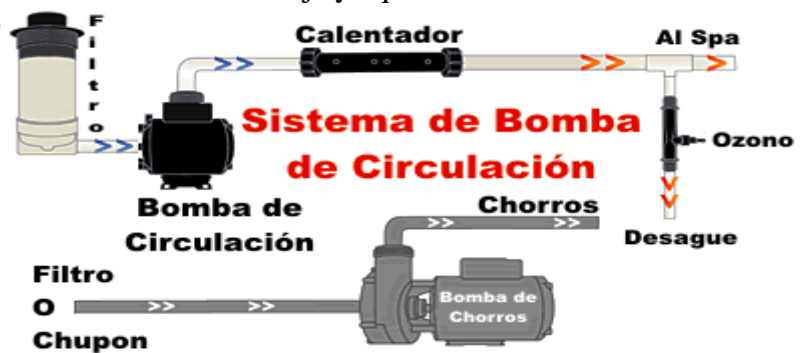 Filtro
Calentador
Al Spa
Sistema de Bomba
de Circulación
Ozono
Bomba de
Circulación
Chorros
Desague
Filtro
O
Chupon
Bomba de
Chorros